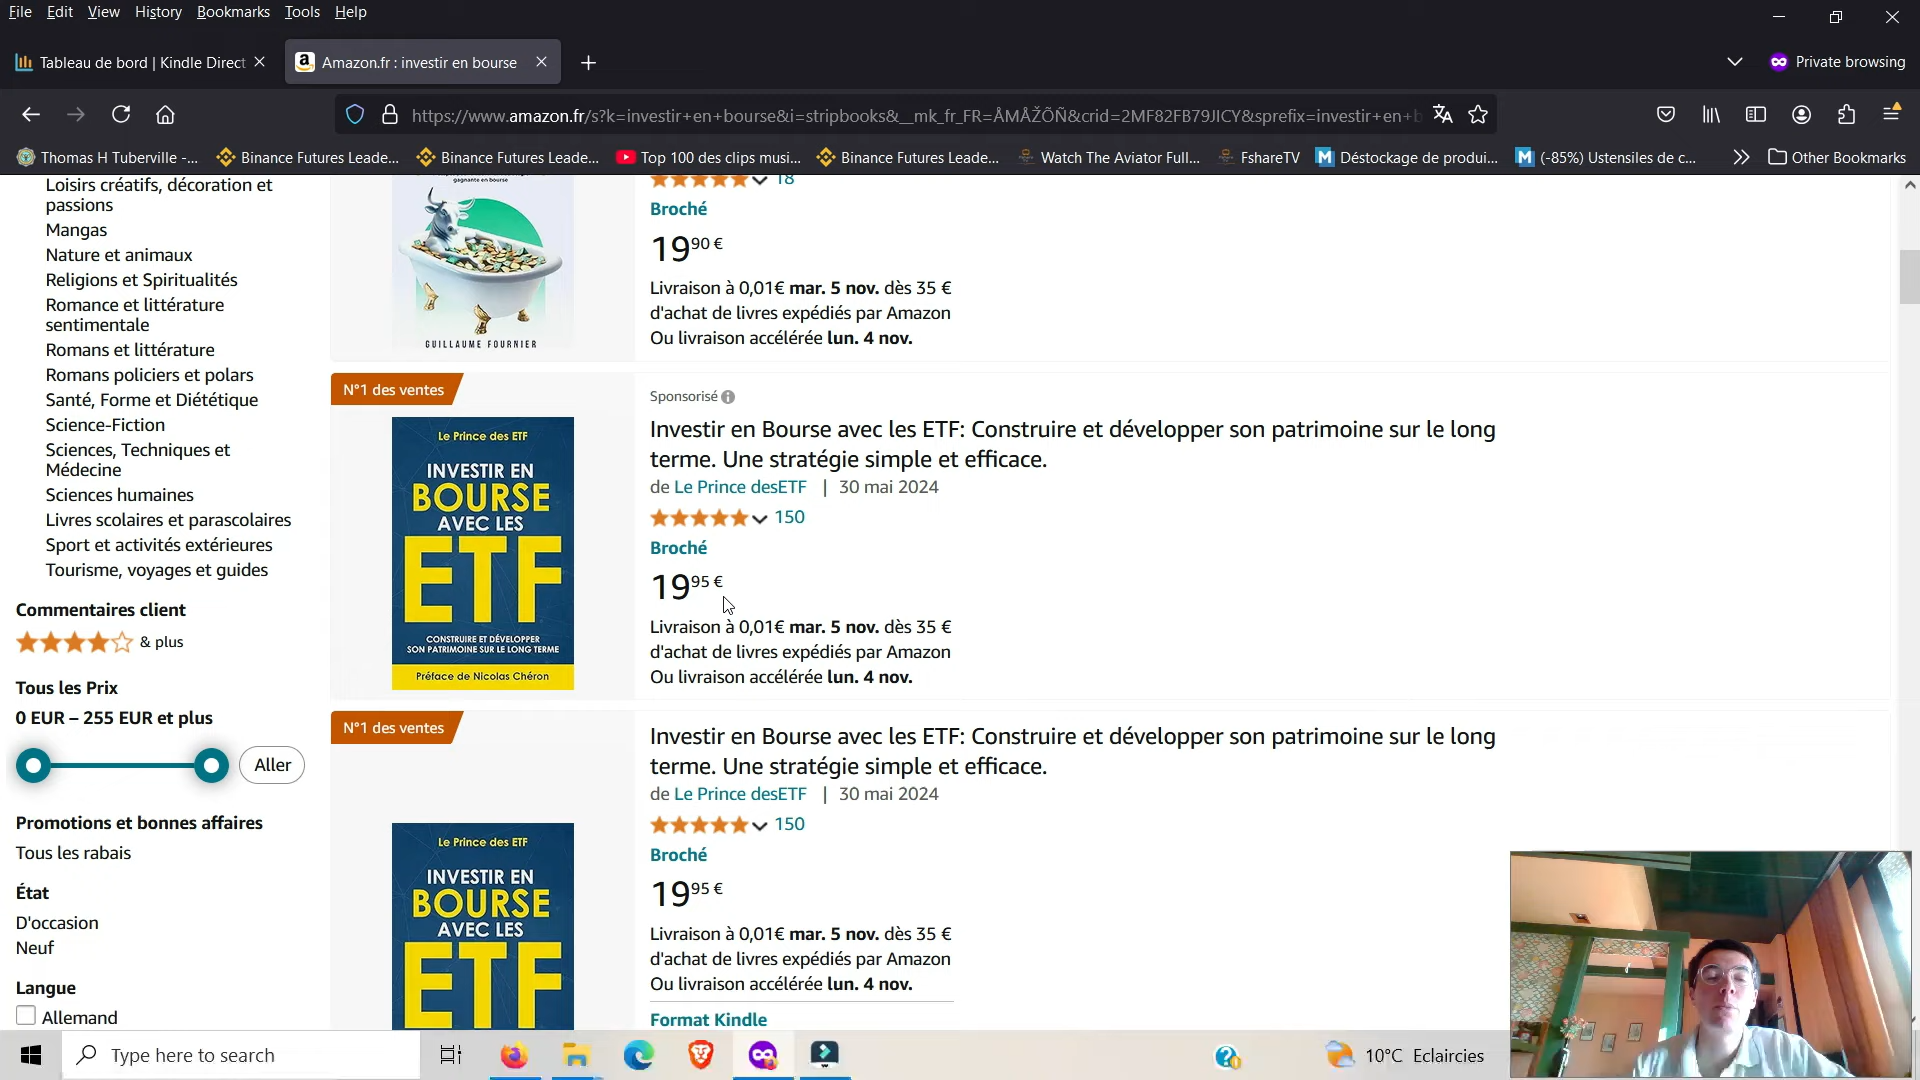 File Edit View History Bookmarks Tools Help
Tableau de bord | Kindle Direct
Amazon.fr : investir en bourse
Private browsing
https://www.amazon.fr/s?k=investir+en+bourse&i=stripbooks&__mk_fr_FR=ÅMÅŽÕÑ&crid=2MF82FB79JICY&sprefix=investir+en+b
Thomas H Tuberville -... Binance Futures Leade... Binance Futures Leade... Top 100 des clips musi... Binance Futures Leade... Watch The Aviator Full... FshareTV Déstockage de produi... (-85%) Ustensiles de c... Other Bookmarks
Loisirs créatifs, décoration et
passions
Mangas
Nature et animaux
Religions et Spiritualités
Romance et littérature
sentimentale
Romans et littérature
Romans policiers et polars
Santé, Forme et Diététique
Science-Fiction
Sciences, Techniques et
Médecine
Sciences humaines
Livres scolaires et parascolaires
Sport et activités extérieures
Tourisme, voyages et guides
Commentaires client
& plus
Tous les Prix
0 EUR – 255 EUR et plus
Aller
Promotions et bonnes affaires
Tous les rabais
État
D'occasion
Neuf
Langue
Allemand
gagnante en bourse
GUILLAUME FOURNIER
18
Broché
19,90 €
Livraison à 0,01€ mar. 5 nov. dès 35 €
d'achat de livres expédiés par Amazon
Ou livraison accélérée lun. 4 nov.
N°1 des ventes
Le Prince des ETF
INVESTIR EN
BOURSE
AVEC LES
ETF
CONSTRUIRE ET DÉVELOPPER
SON PATRIMOINE SUR LE LONG TERME
Préface de Nicolas Chéron
Sponsorisé
Investir en Bourse avec les ETF: Construire et développer son patrimoine sur le long
terme. Une stratégie simple et efficace.
de Le Prince desETF | 30 mai 2024
150
Broché
19 95 €
Livraison à 0,01€ mar. 5 nov. dès 35 €
d'achat de livres expédiés par Amazon
Ou livraison accélérée lun. 4 nov.
N°1 des ventes
Le Prince des ETF
INVESTIR EN
BOURSE
AVEC LES
ETF
Investir en Bourse avec les ETF: Construire et développer son patrimoine sur le long
terme. Une stratégie simple et efficace.
de Le Prince desETF | 30 mai 2024
150
Broché
19 95 €
Livraison à 0,01€ mar. 5 nov. dès 35 €
d'achat de livres expédiés par Amazon
Ou livraison accélérée lun. 4 nov.
Format Kindle
Type here to search
10°C Eclaircies